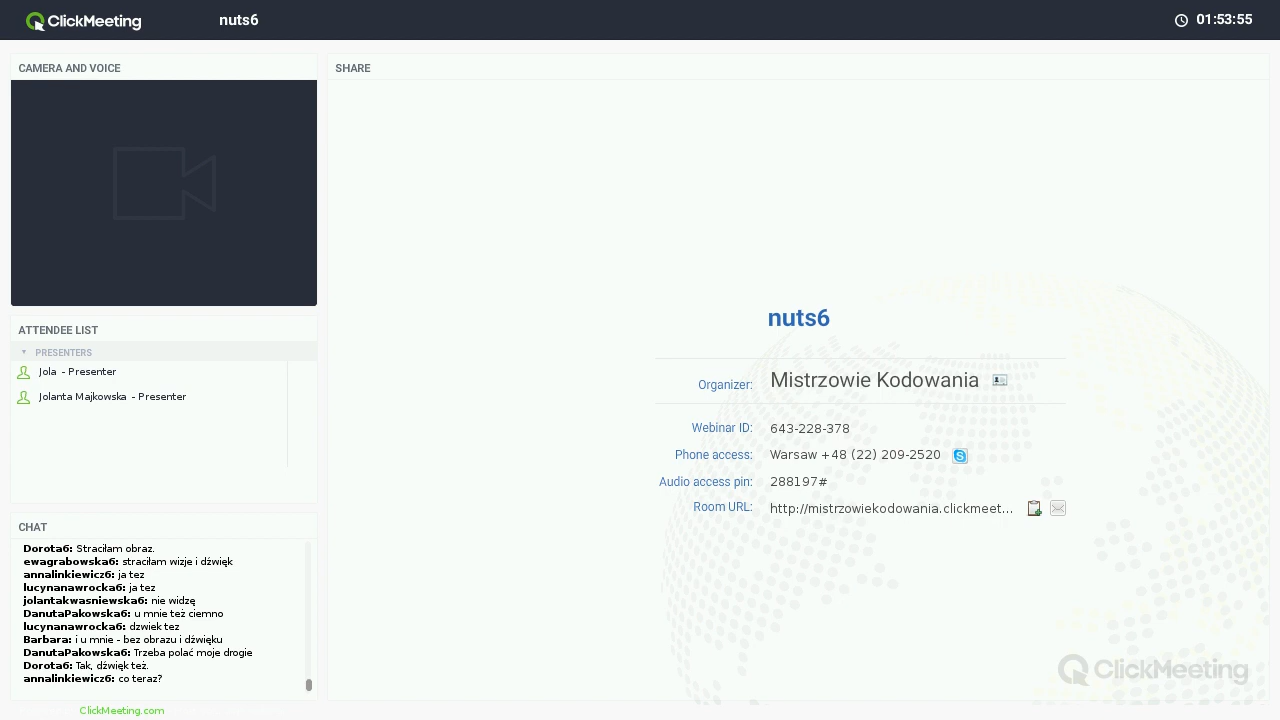 ClickMeeting
nuts6
01:53:55
CAMERA AND VOICE
SHARE
ATTENDEE LIST
PRESENTERS
Jola - Presenter
Jolanta Majkowska - Presenter
CHAT
Dorota6: Straciłam obraz.
ewagrabowska6: straciłam wizje i dźwięk
annalinkiewicz6: ja tez
lucynanawrocka6: ja tez
jolantakwasniewska6: nie widzę
DanutaPakowska6: u mnie też ciemno
lucynanawrocka6: dzwiek tez
Barbara: i u mnie - bez obrazu i dźwięku
DanutaPakowska6: Trzeba polać moje drogie
Dorota6: Tak, dźwięk też.
annalinkiewicz6: co teraz?
ClickMeeting.com
nuts6
Organizer: Mistrzowie Kodowania
Webinar ID: 643-228-378
Phone access: Warsaw +48 (22) 209-2520
Audio access pin: 288197#
Room URL: http://mistrzowiekodowania.clickmeet...
ClickMeeting